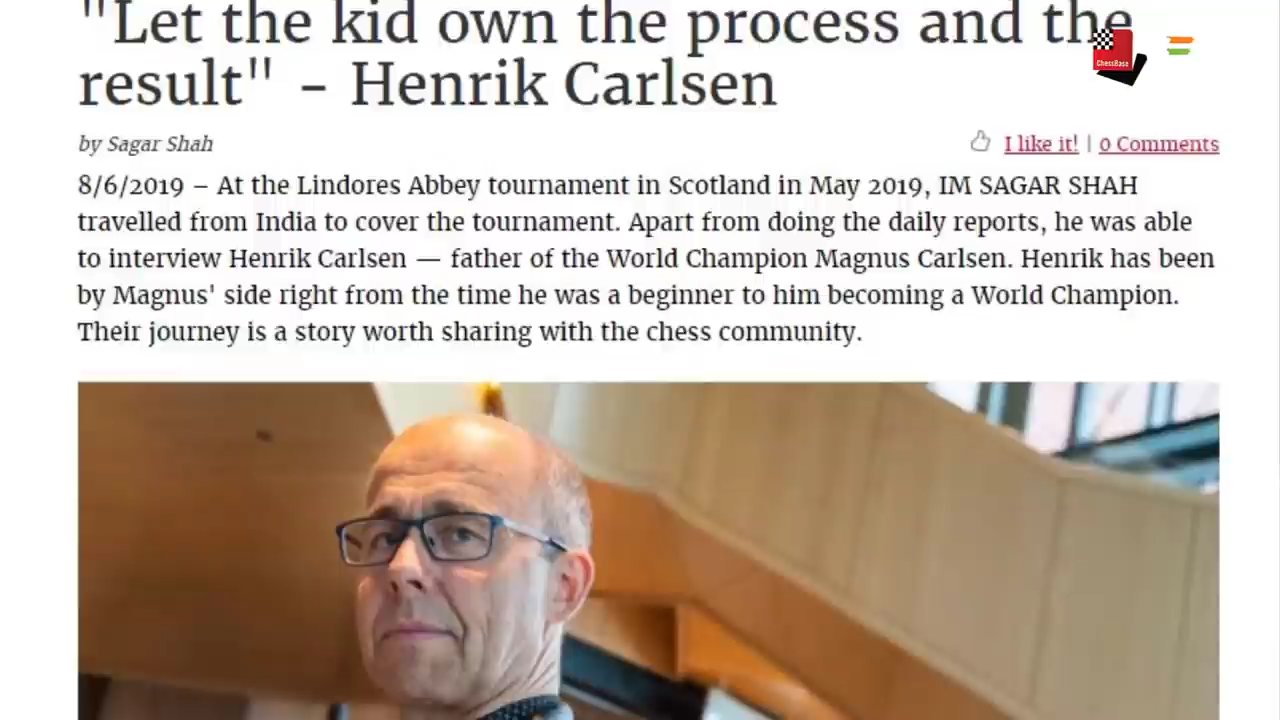 "Let the kid own the process and the
result" – Henrik Carlsen
ChessBase
by Sagar Shah
I like it! | 0 Comments
8/6/2019 – At the Lindores Abbey tournament in Scotland in May 2019, IM SAGAR SHAH
travelled from India to cover the tournament. Apart from doing the daily reports, he was able
to interview Henrik Carlsen — father of the World Champion Magnus Carlsen. Henrik has been
by Magnus' side right from the time he was a beginner to him becoming a World Champion.
Their journey is a story worth sharing with the chess community.